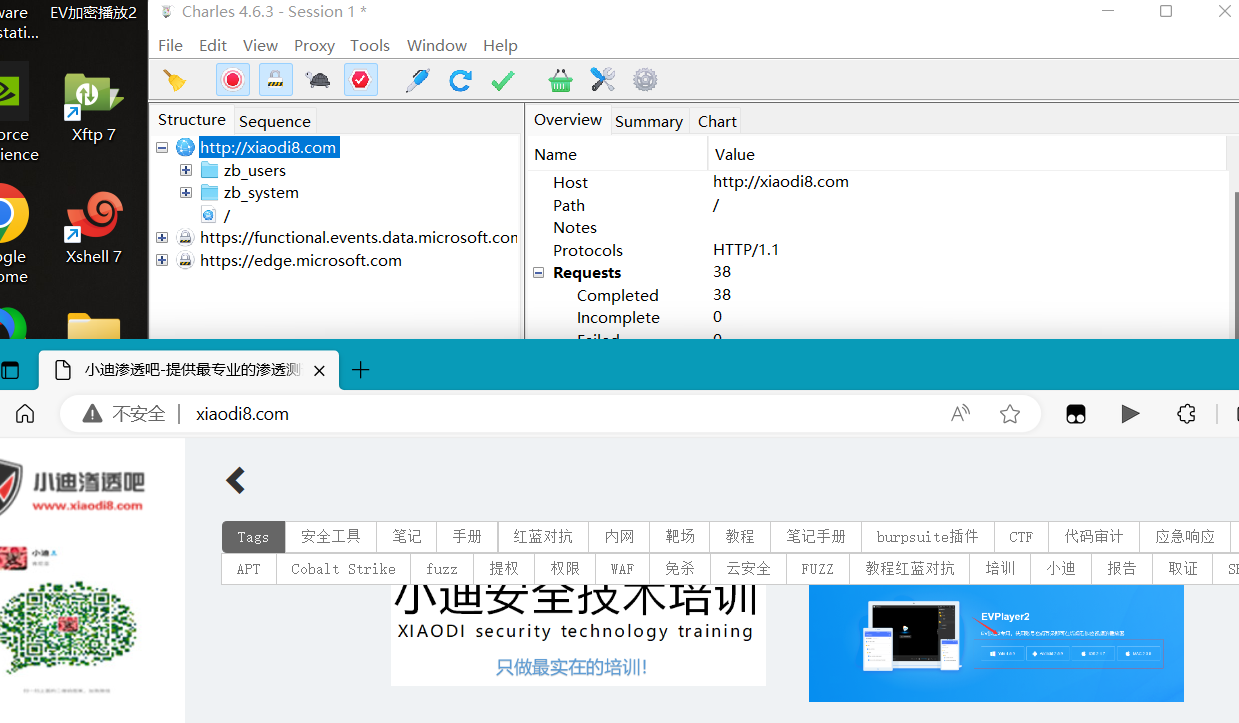 EV加密播放2
Charles 4.6.3 - Session 1 *
File Edit View Proxy Tools Window Help
Xftp 7
Xshell 7
Structure Sequence
http://xiaodi8.com
zb_users
zb_system
/
https://functional.events.data.microsoft.con
https://edge.microsoft.com
Overview Summary Chart
Name Value
Host http://xiaodi8.com
Path /
Notes
Protocols HTTP/1.1
Requests 38
Completed 38
Incomplete 0
Failed 0
小迪渗透吧-提供最专业的渗透测
不安全 | xiaodi8.com
小迪渗透吧
www.xiaodi8.com
小迪
Tags 安全工具 笔记 手册 红蓝对抗 内网 靶场 教程 笔记手册 burpsuite插件 CTF 代码审计 应急响应
APT Cobalt Strike fuzz 提权 权限 WAF 免杀 云安全 FUZZ 教程红蓝对抗 培训 小迪 报告 取证
小迪安全技术培训
XIAODI security technology training
只做最实在的培训!
EVPlayer2